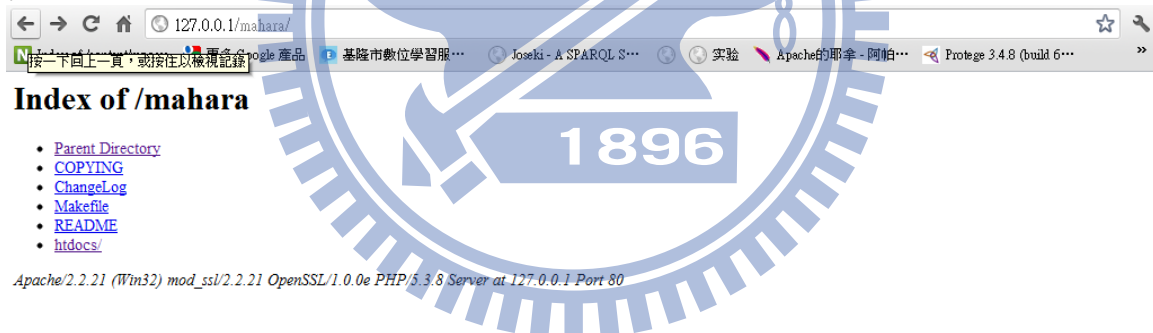 127.0.0.1/mahara/
按一下回上一頁，或按住以檢視記錄 Google 產品 基隆市數位學習服… Joseki - A SPARQL S… 实验 Apache的耶傘 - 阿帕… Protege 3.4.8 (build 6… »
Index of /mahara
1896
• Parent Directory
• COPYING
• ChangeLog
• Makefile
• README
• htdocs/
Apache/2.2.21 (Win32) mod_ssl/2.2.21 OpenSSL/1.0.0e PHP/5.3.8 Server at 127.0.0.1 Port 80